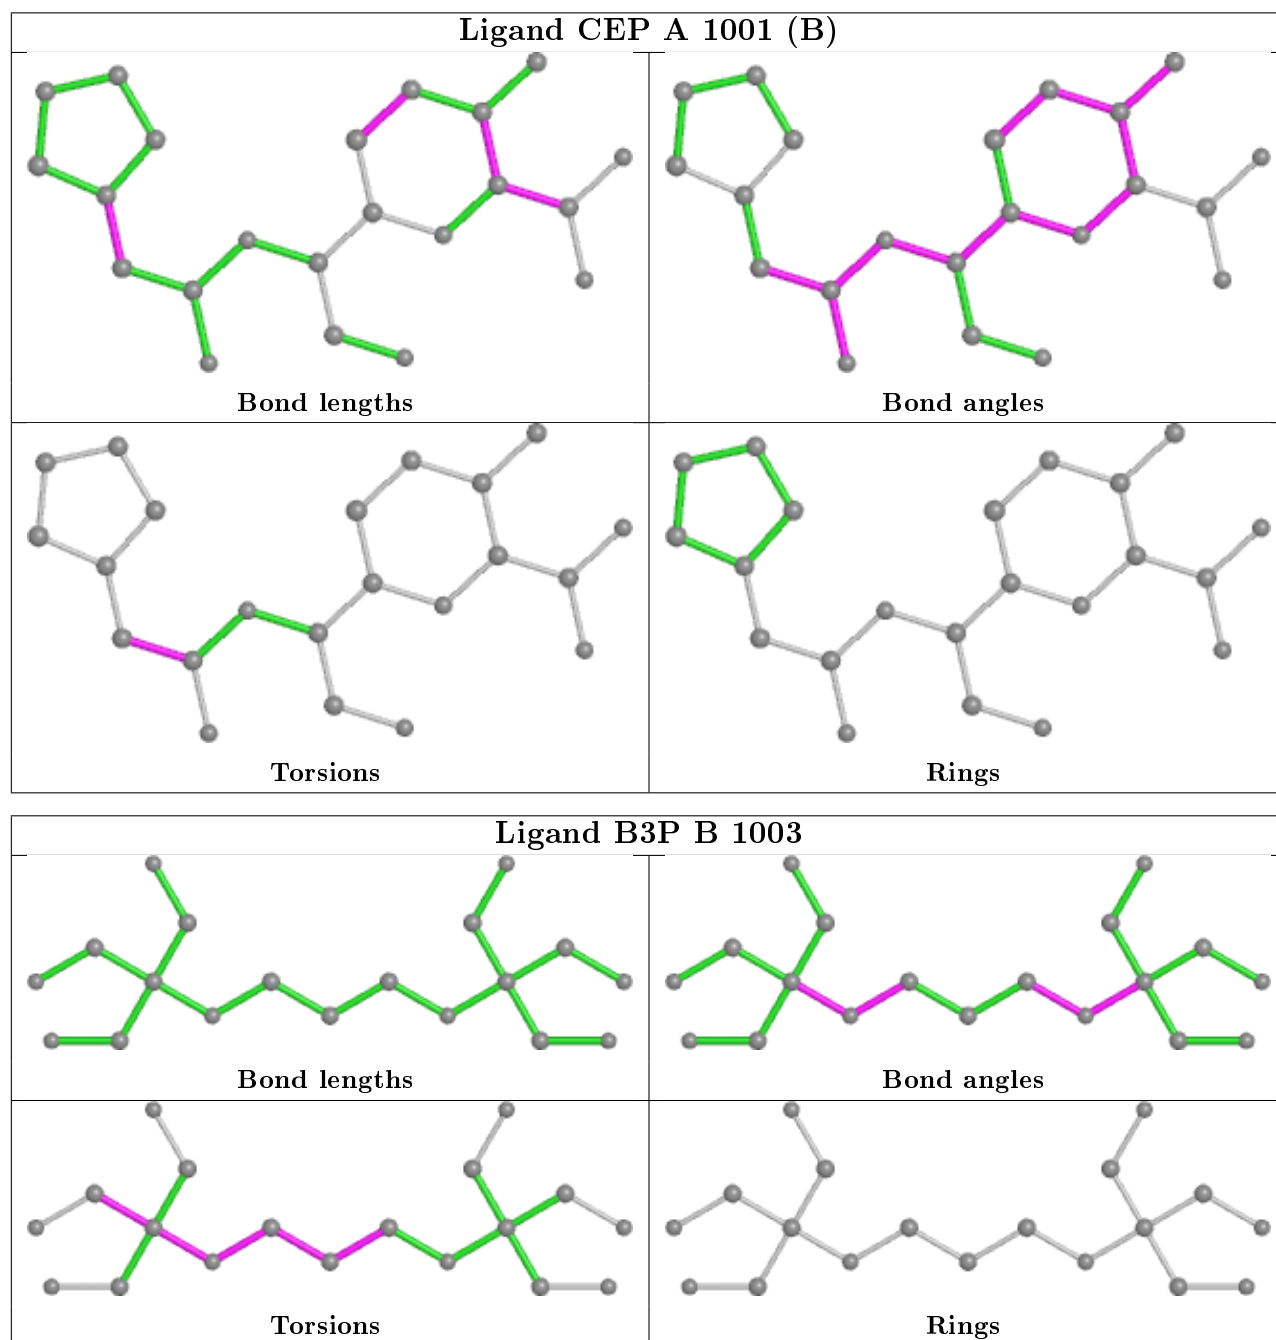 Ligand CEP A 1001 (B)
Bond lengths
Bond angles
Torsions
Rings
Ligand B3P B 1003
Bond lengths
Bond angles
Torsions
Rings